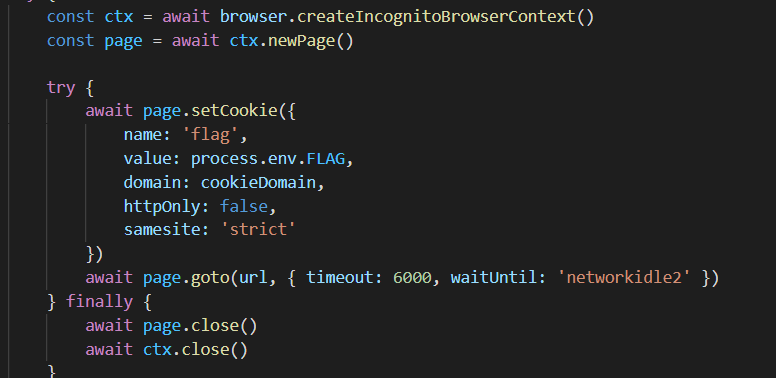 const ctx = await browser.createIncognitoBrowserContext()
const page = await ctx.newPage()
try {
await page.setCookie({
name: 'flag',
value: process.env.FLAG,
domain: cookieDomain,
httpOnly: false,
samesite: 'strict'
})
await page.goto(url, { timeout: 6000, waitUntil: 'networkidle2' })
} finally {
await page.close()
await ctx.close()
}